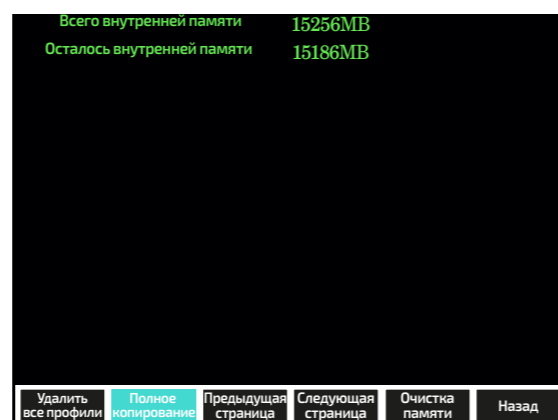 Всего внутренней памяти 15256MB
Осталось внутренней памяти 15186MB
Удалить все профили
Полное копирование
Предыдущая страница
Следующая страница
Очистка памяти
Назад